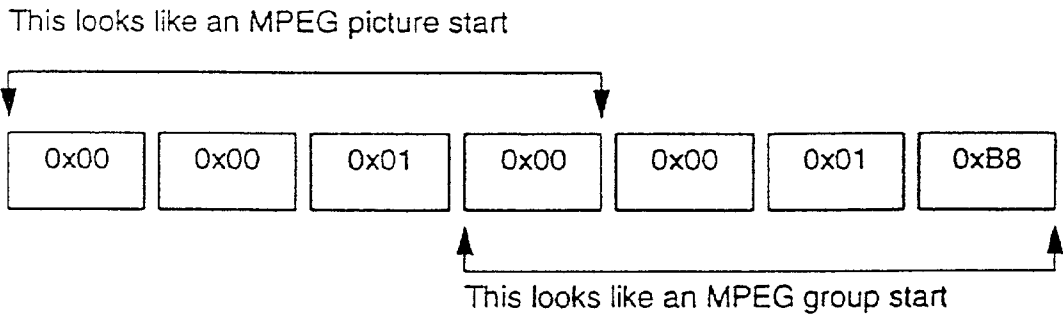 This looks like an MPEG picture start
0x00 0x00 0x01 0x00 0x00 0x01 0xB8
This looks like an MPEG group start